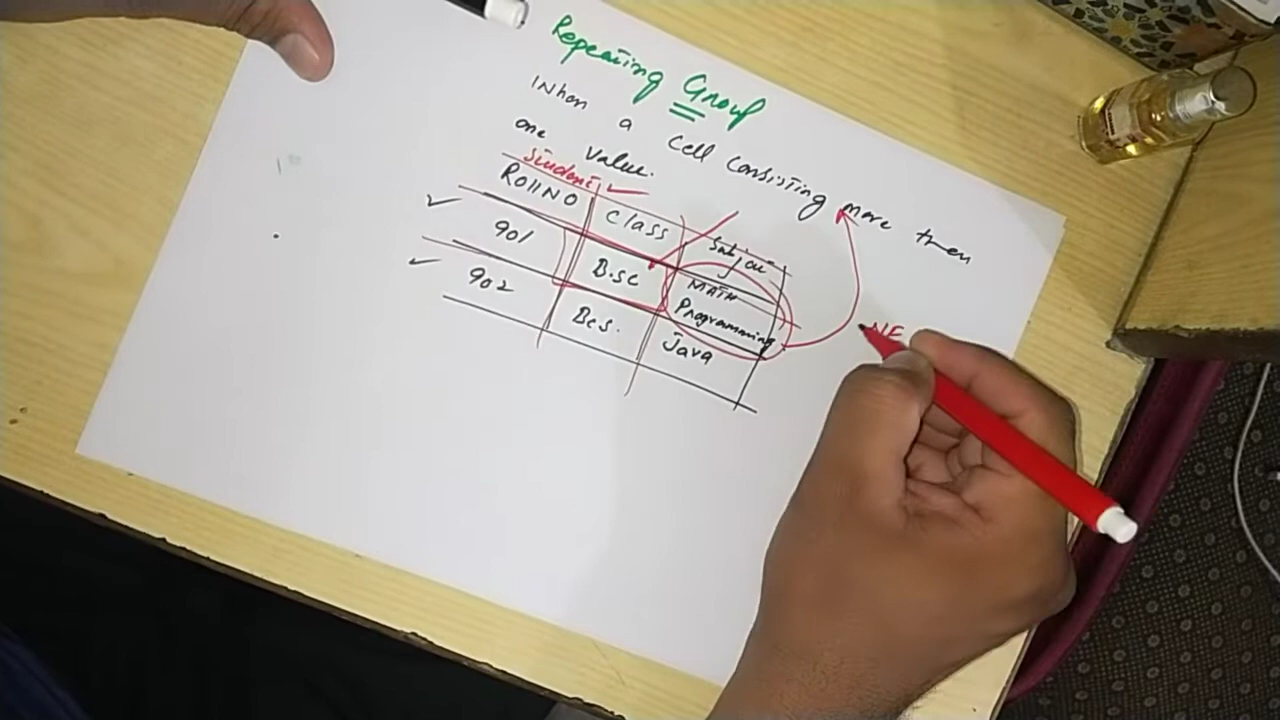 Repeating Group
When a cell consisting more then
one value.
Student
RollNO Class Subject
901 B.sc MATH
Programming
902 Bcs. Java
NF